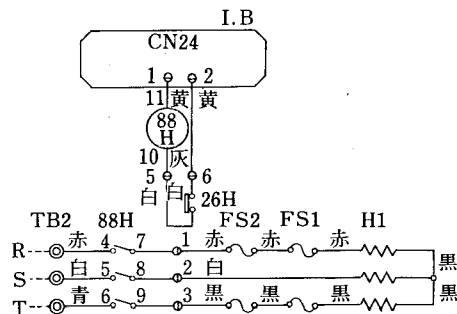 I.B
CN24
1 2
11 黄 黄
88
H
10 灰
5 6
白 白
26H
TB2 88H FS2 FS1 H1
R 赤 4 7 1 赤 赤 赤
S 白 5 8 2 白 黒
T 青 6 9 3 黒 黒 黒 黒